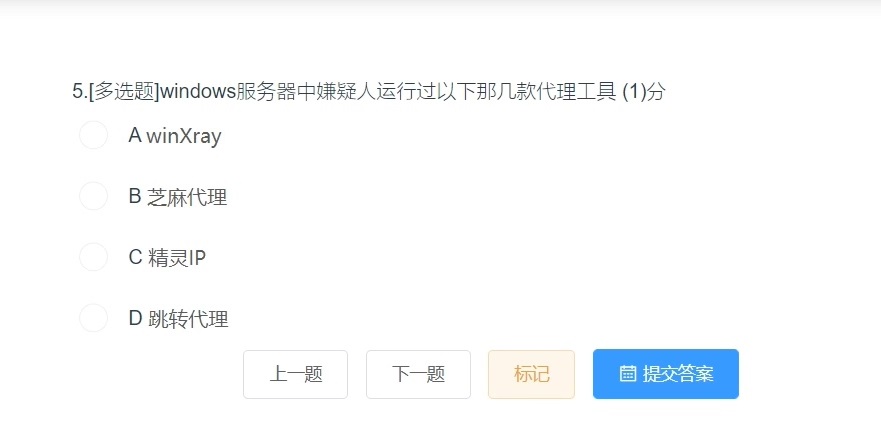 5.[多选题]windows服务器中嫌疑人运行过以下那几款代理工具 (1)分
A winXray
B 芝麻代理
C 精灵IP
D 跳转代理
上一题 下一题 标记 提交答案